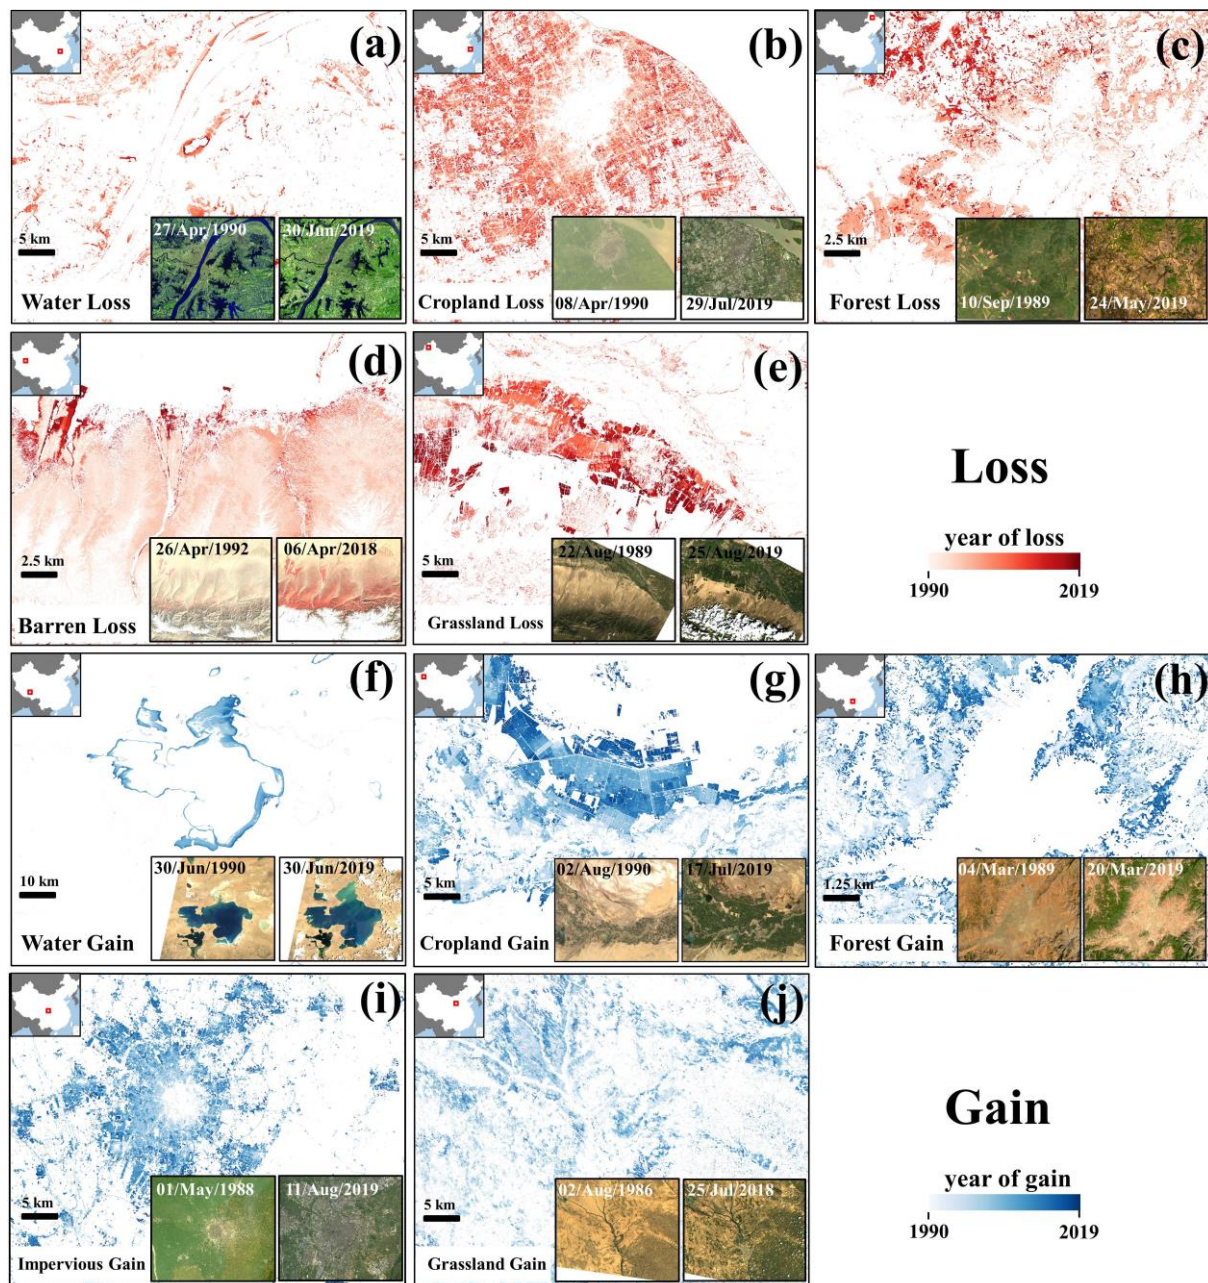 (a)
27/Apr/1990
30/Jun/2019
5 km
Water Loss
(b)
5 km
Cropland Loss
08/Apr/1990
29/Jul/2019
(c)
2.5 km
Forest Loss
10/Sep/1989
24/May/2019
(d)
26/Apr/1992
06/Apr/2018
2.5 km
Barren Loss
(e)
22/Aug/1989
25/Aug/2019
5 km
Grassland Loss
Loss
year of loss
1990 2019
(f)
30/Jun/1990
30/Jun/2019
10 km
Water Gain
(g)
02/Aug/1990
17/Jul/2019
5 km
Cropland Gain
(h)
04/Mar/1989
20/Mar/2019
1.25 km
Forest Gain
(i)
01/May/1988
11/Aug/2019
5 km
Impervious Gain
(j)
02/Aug/1986
25/Jul/2018
5 km
Grassland Gain
Gain
year of gain
1990 2019